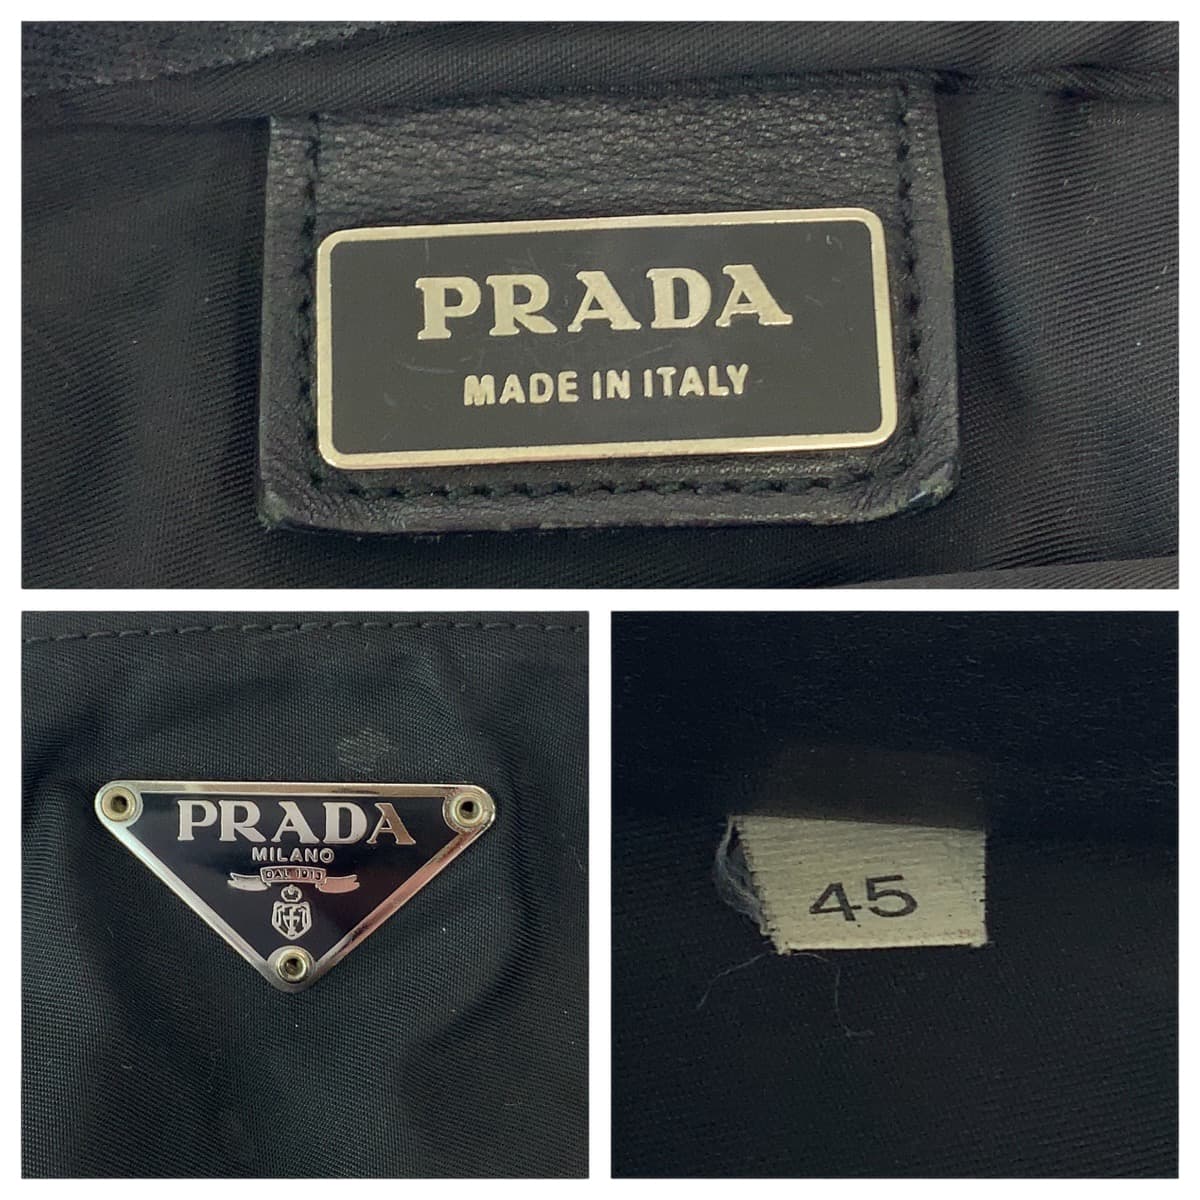 PRADA
MADE IN ITALY
PRADA
MILANO
DAL 1913
45